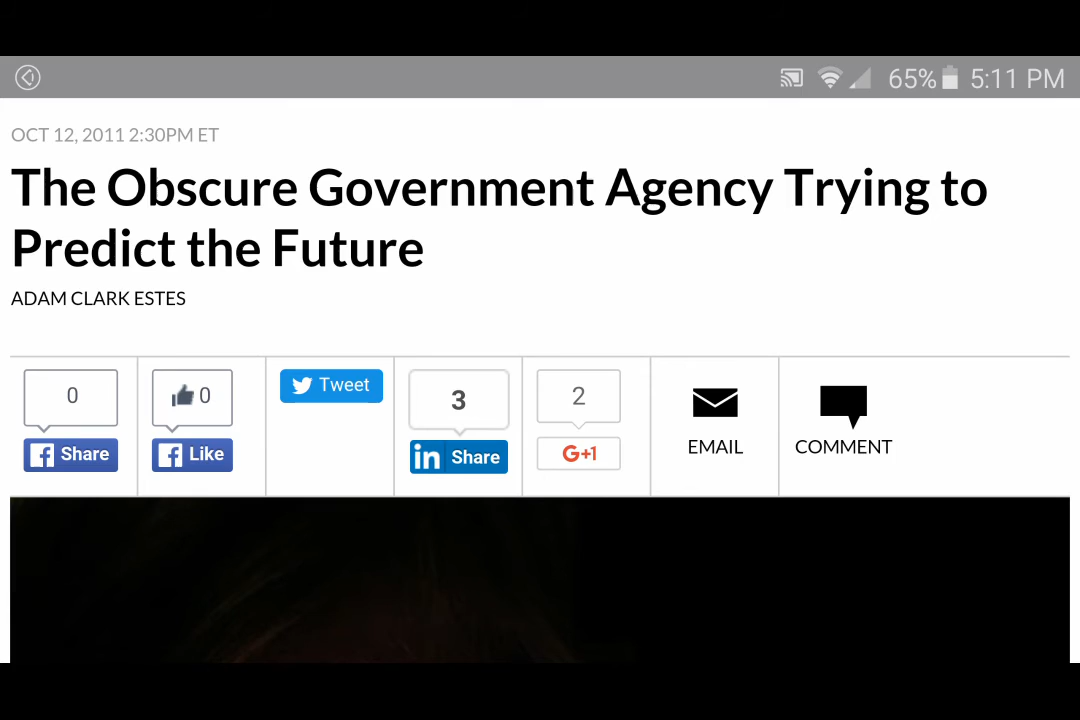 65% 5:11 PM
OCT 12, 2011 2:30PM ET
The Obscure Government Agency Trying to
Predict the Future
ADAM CLARK ESTES
0
f Share
0
f Like
Tweet
3
in Share
2
G+1
EMAIL
COMMENT